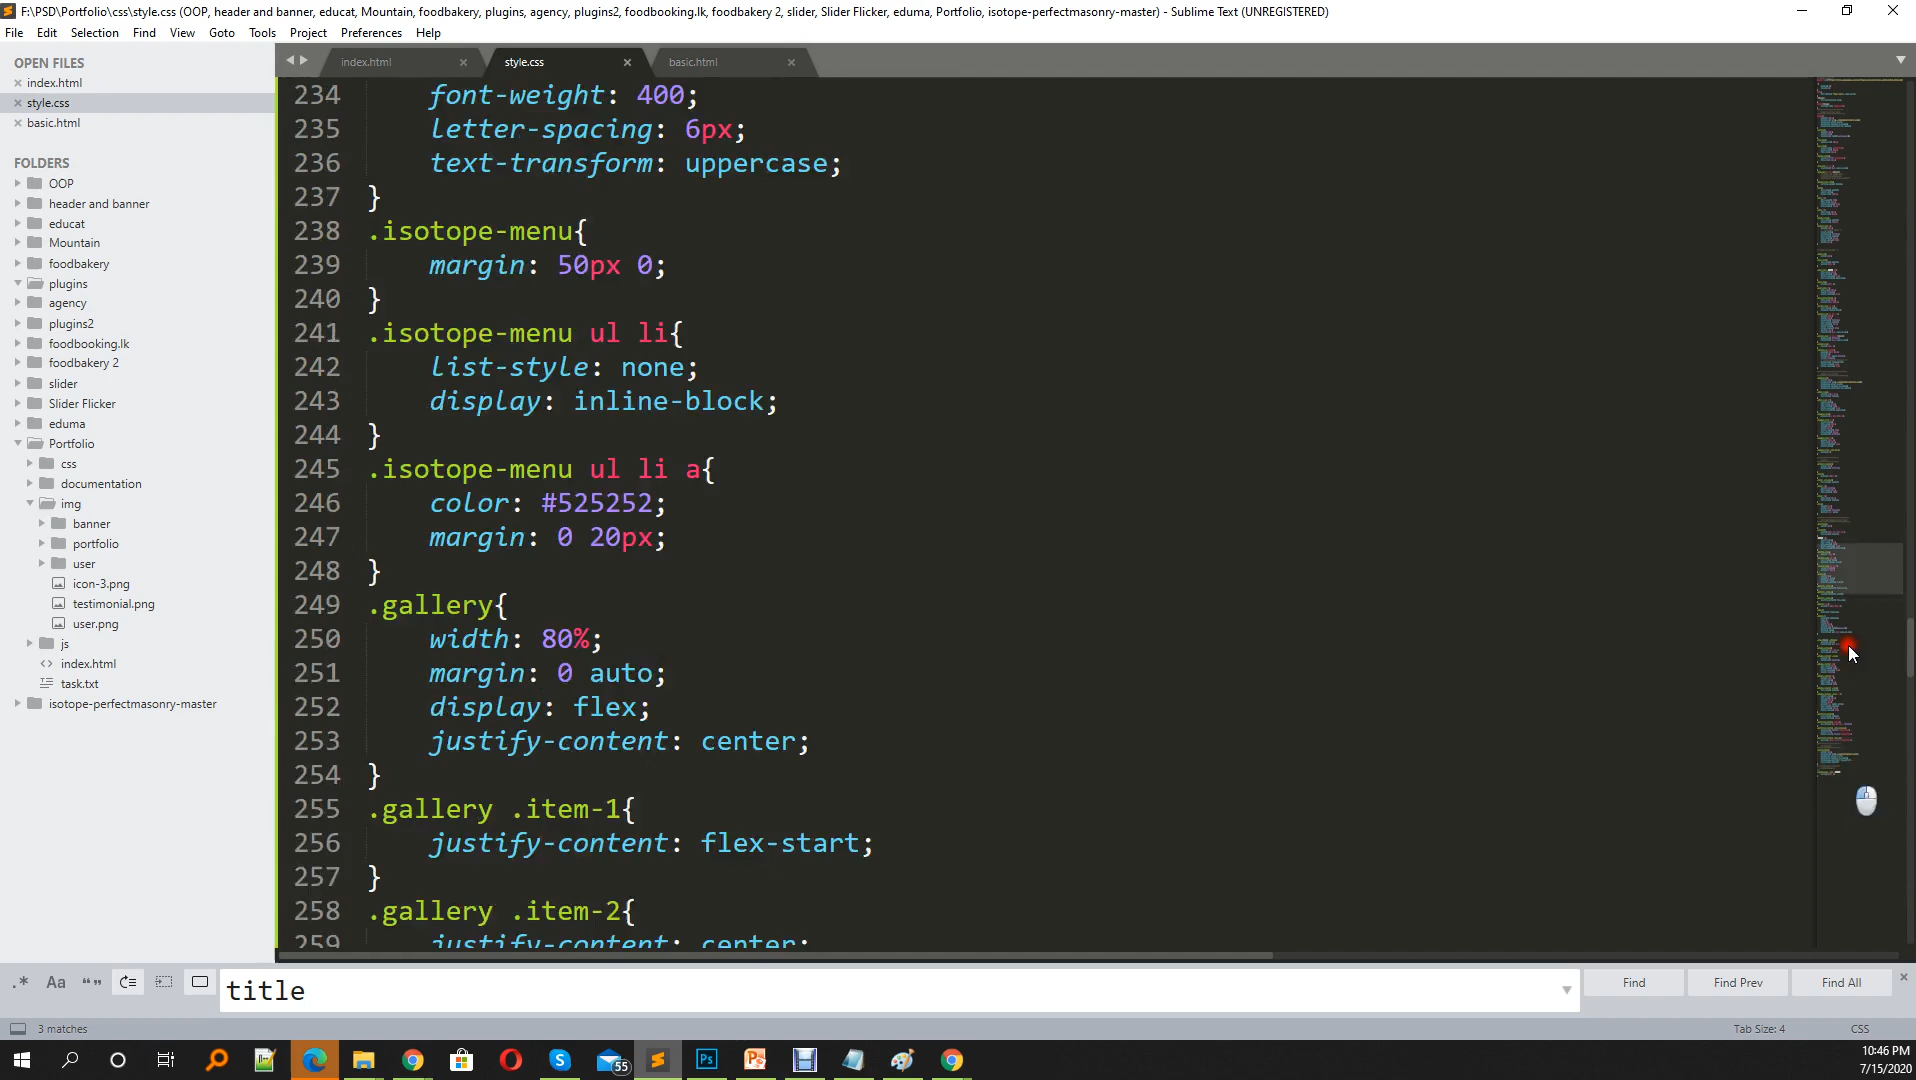 F:\PSD\Portfolio\css\style.css (OOP, header and banner, educat, Mountain, foodbakery, plugins, agency, plugins2, foodbooking.lk, foodbakery 2, slider, Slider Flicker, eduma, Portfolio, isotope-perfectmasonry-master) - Sublime Text (UNREGISTERED)
File Edit Selection Find View Goto Tools Project Preferences Help
OPEN FILES
index.html
style.css
basic.html
FOLDERS
OOP
header and banner
educat
Mountain
foodbakery
plugins
agency
plugins2
foodbooking.lk
foodbakery 2
slider
Slider Flicker
eduma
Portfolio
css
documentation
img
banner
portfolio
user
icon-3.png
testimonial.png
user.png
js
index.html
task.txt
isotope-perfectmasonry-master
index.html style.css basic.html
234 font-weight: 400;
235 letter-spacing: 6px;
236 text-transform: uppercase;
237 }
238 .isotope-menu{
239 margin: 50px 0;
240 }
241 .isotope-menu ul li{
242 list-style: none;
243 display: inline-block;
244 }
245 .isotope-menu ul li a{
246 color: #525252;
247 margin: 0 20px;
248 }
249 .gallery{
250 width: 80%;
251 margin: 0 auto;
252 display: flex;
253 justify-content: center;
254 }
255 .gallery .item-1{
256 justify-content: flex-start;
257 }
258 .gallery .item-2{
259 justify-content: center;
.* Aa “” title Find Find Prev Find All
3 matches Tab Size: 4 CSS
55
Ps
10:46 PM
7/15/2020